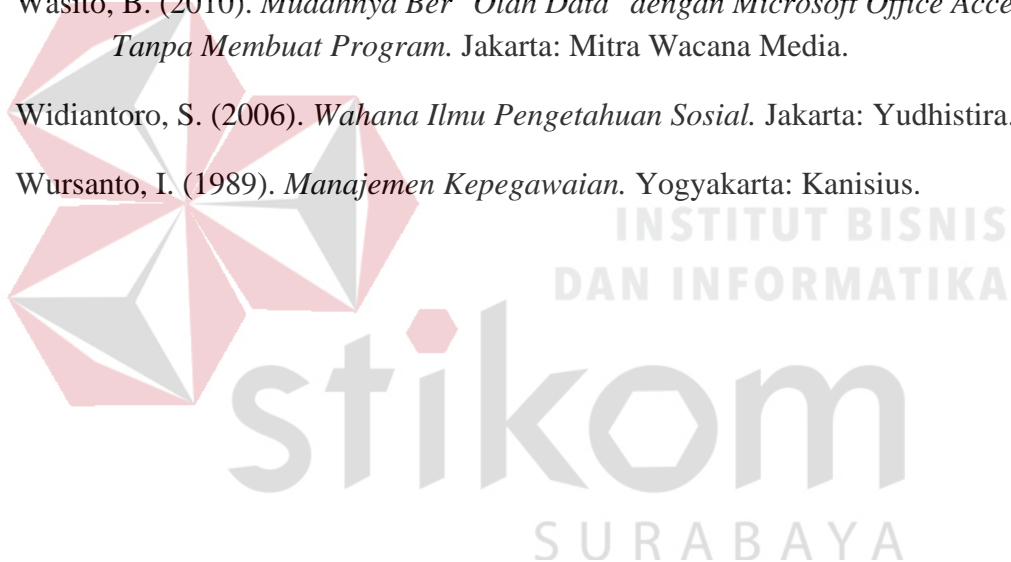 Wasito, B. (2010). Mudahnya Ber "Olah Data" dengan Microsoft Office
Tanpa Membuat Program. Jakarta: Mitra Wacana Media.
Widiantoro, S. (2006). Wahana Ilmu Pengetahuan Sosial. Jakarta: Yudhistira.
Wursanto, I. (1989). Manajemen Kepegawaian. Yogyakarta: Kanisius.
INSTITUT BISNIS
DAN INFORMATIKA
stikom
SURABAYA